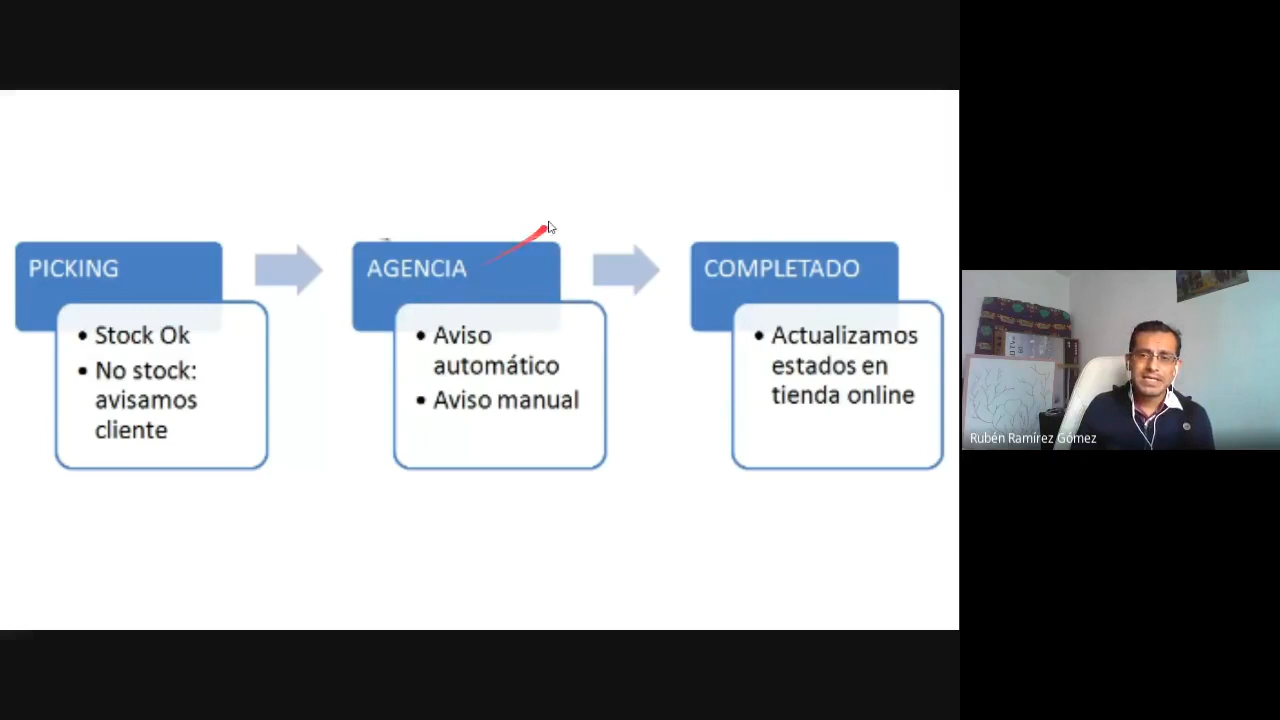 PICKING
• Stock Ok
• No stock:
avisamos
cliente
AGENCIA
• Aviso
automático
• Aviso manual
COMPLETADO
• Actualizamos
estados en
tienda online
Rubén Ramírez Gómez